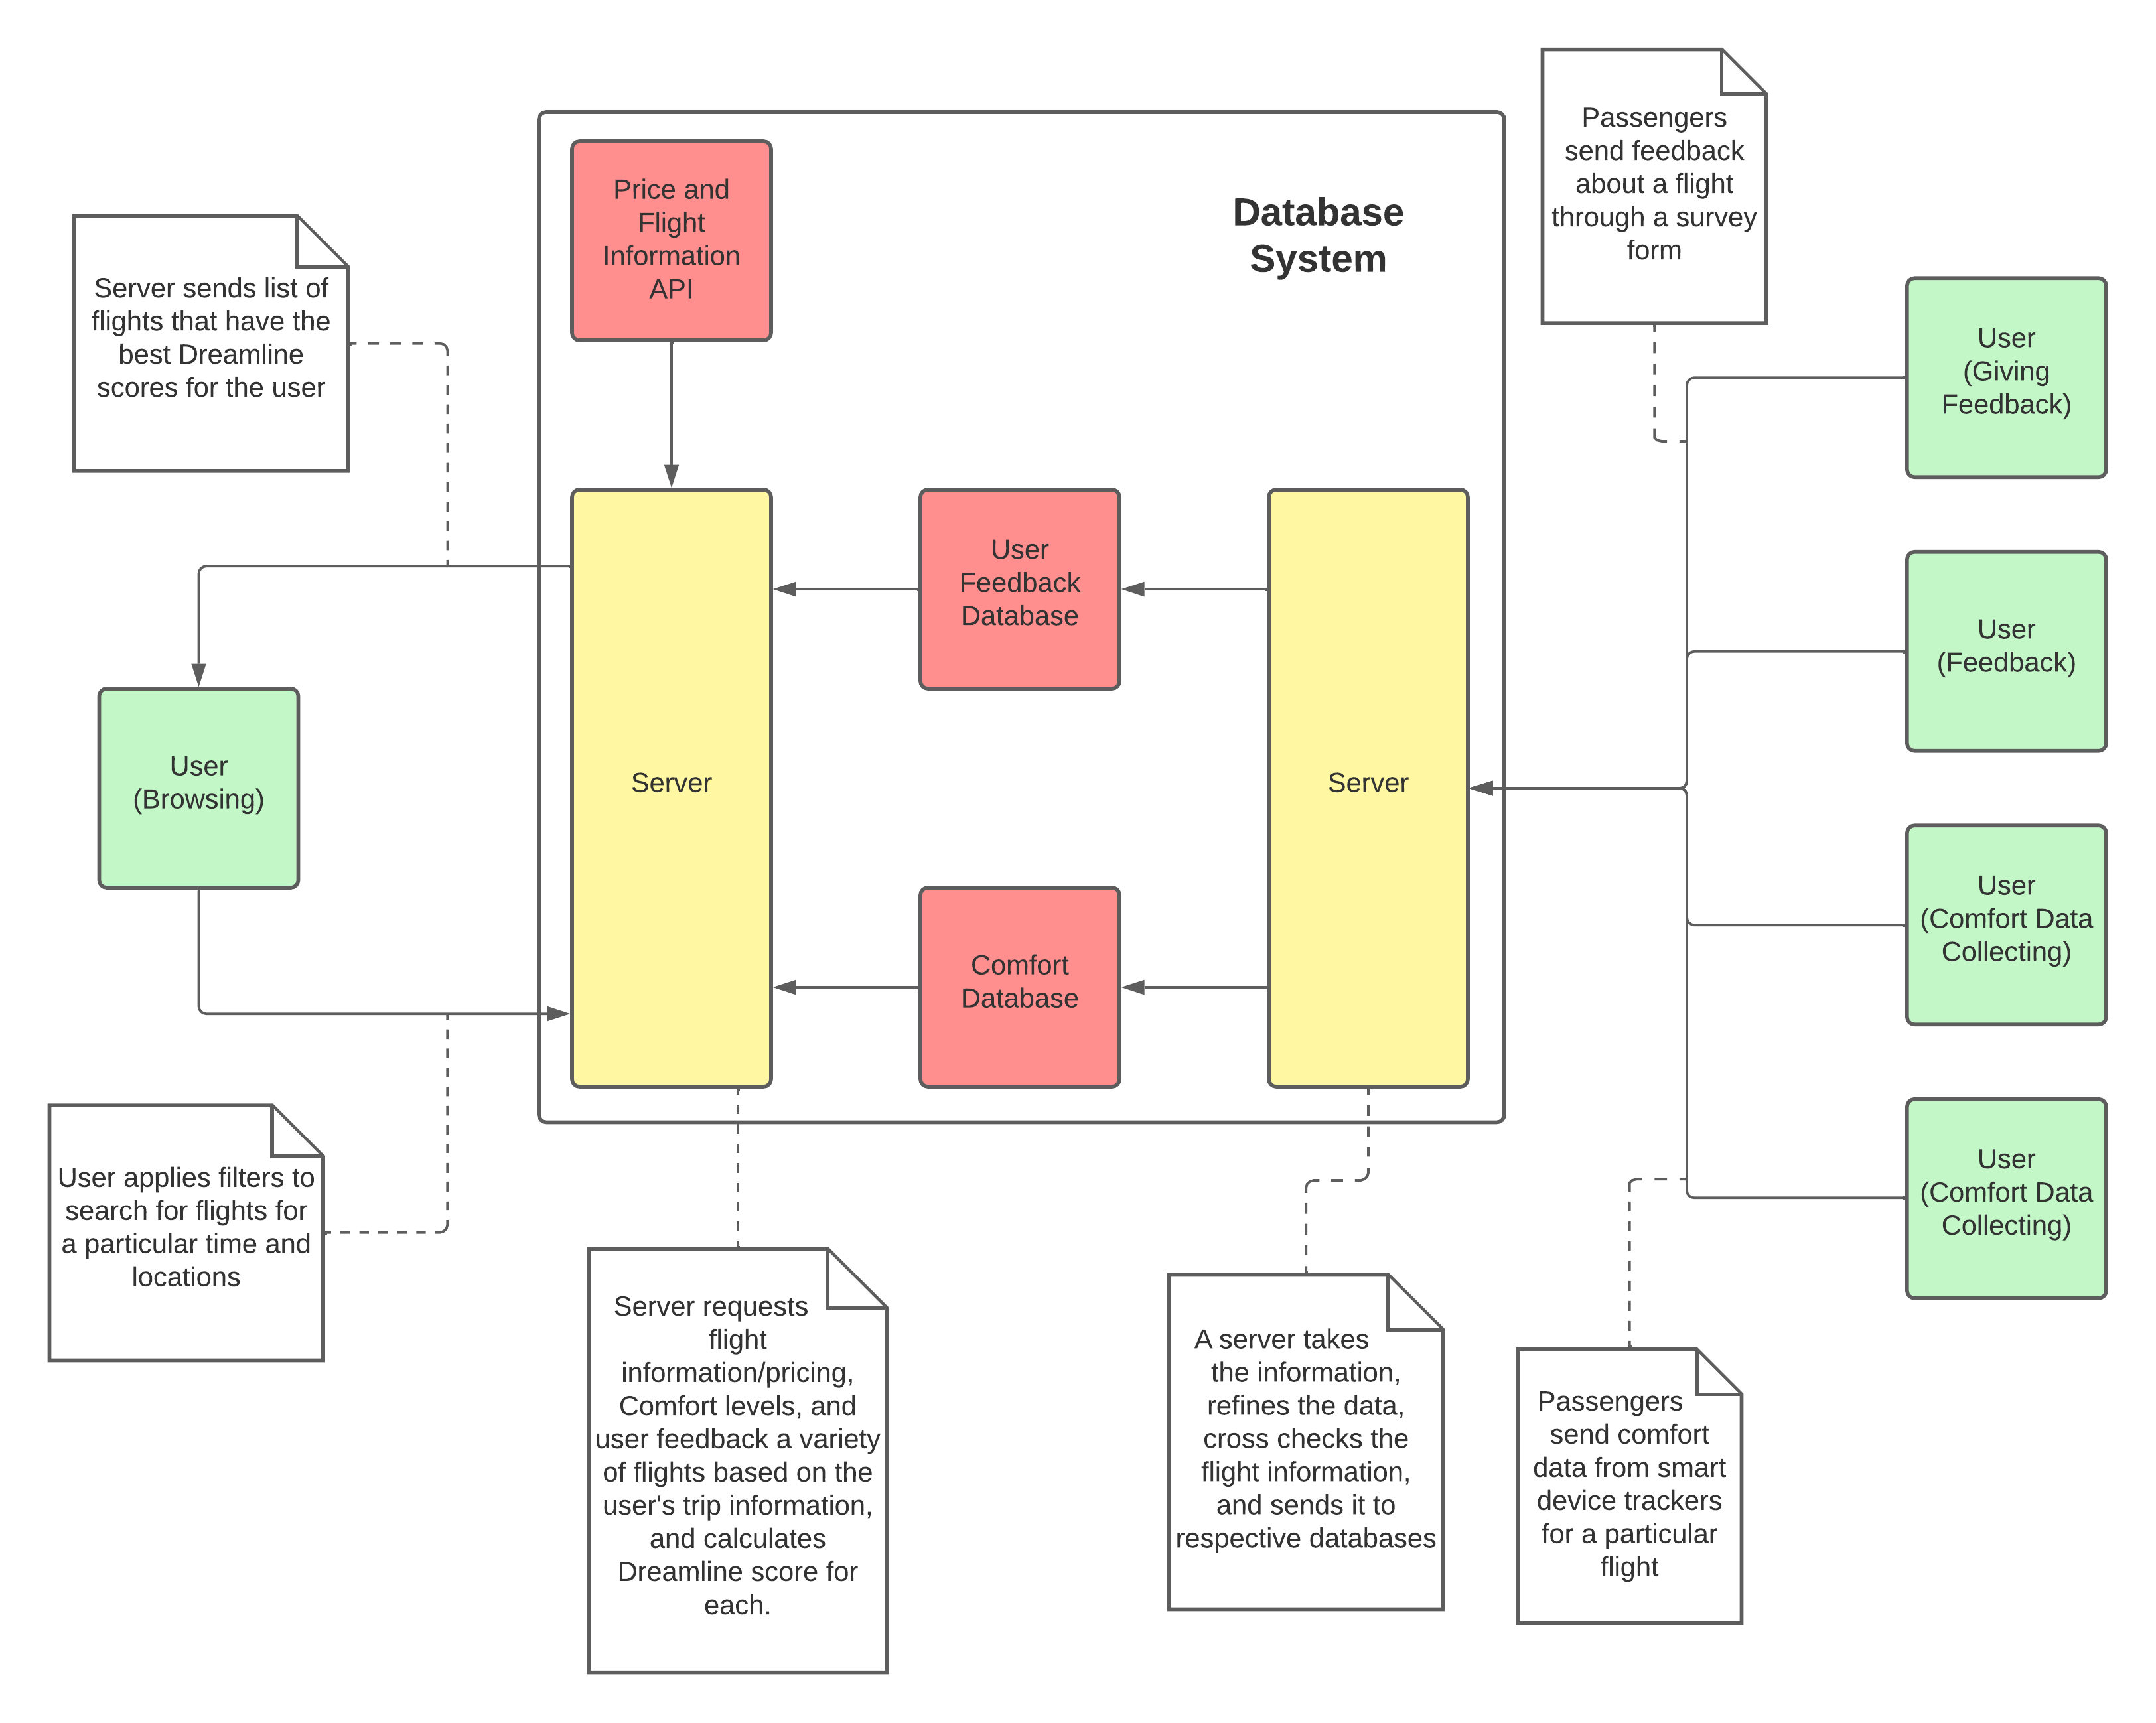 Passengers
send feedback
about a flight
through a survey
form
Price and
Flight
Information
API
Database
System
Server sends list of
flights that have the
best Dreamline
scores for the user
User
(Giving
Feedback)
User
Feedback
Database
User
(Feedback)
User
(Browsing)
Server
Server
User
(Comfort Data
Collecting)
Comfort
Database
User
(Comfort Data
Collecting)
User applies filters to
search for flights for
a particular time and
locations
Server requests
flight
information/pricing,
Comfort levels, and
user feedback a variety
of flights based on the
user's trip information,
and calculates
Dreamline score for
each.
A server takes
the information,
refines the data,
cross checks the
flight information,
and sends it to
respective databases
Passengers
send comfort
data from smart
device trackers
for a particular
flight